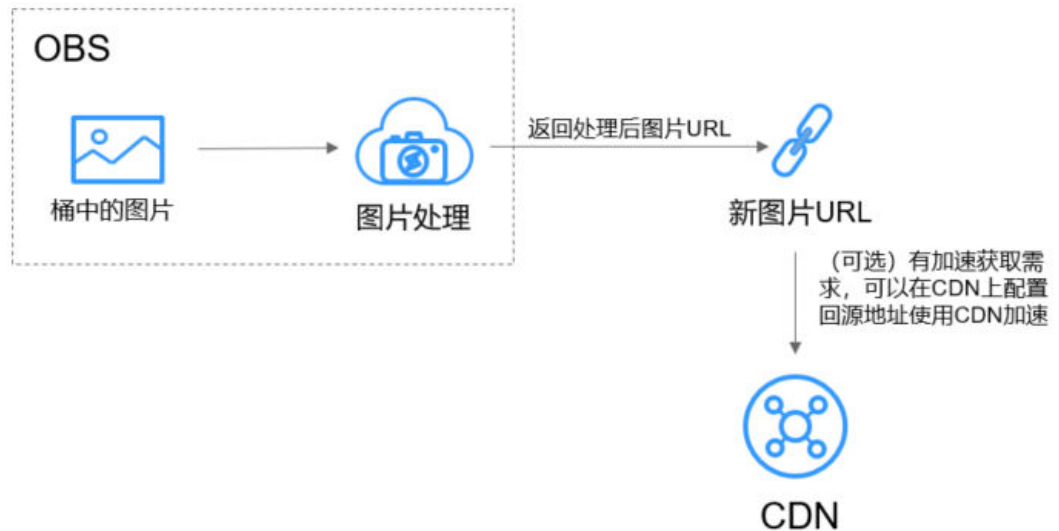 OBS
桶中的图片
图片处理
返回处理后图片URL
新图片URL
（可选）有加速获取需
求，可以在CDN上配置
回源地址使用CDN加速
CDN